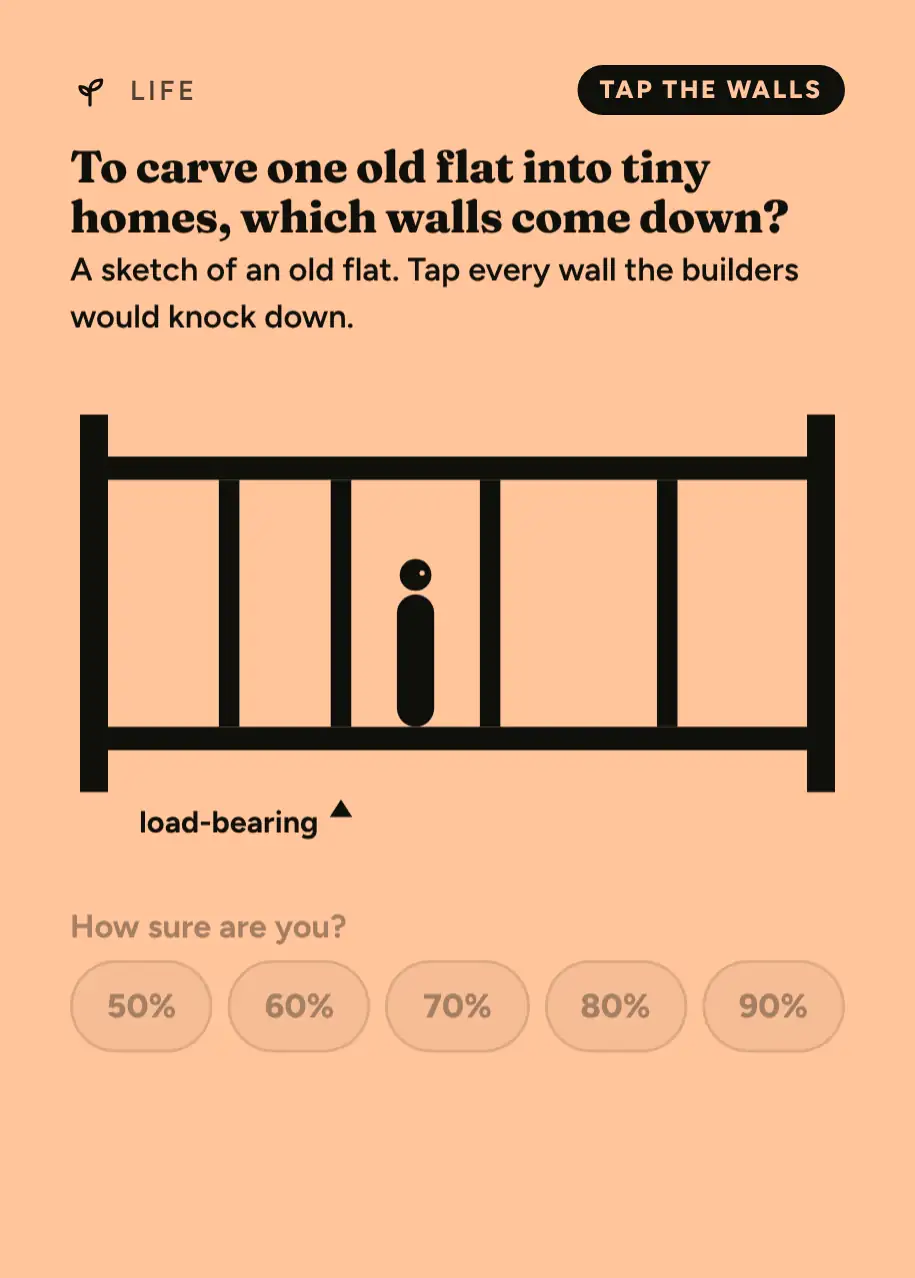 LIFE
TAP THE WALLS
To carve one old flat into tiny
homes, which walls come down?
A sketch of an old flat. Tap every wall the builders
would knock down.
load-bearing
How sure are you?
50%
60%
70%
80%
90%